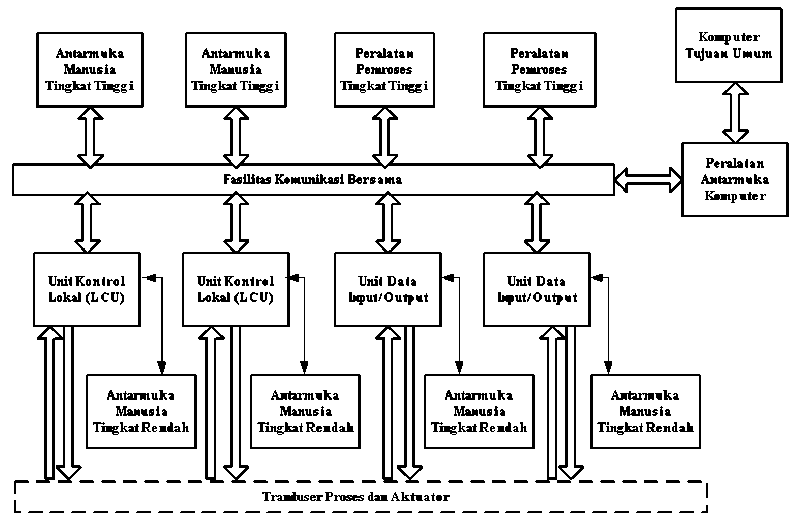 Antarmuka
Manusia
Tingkat Tinggi
Antarmuka
Manusia
Tingkat Tinggi
Peralatan
Pemroses
Tingkat Tinggi
Peralatan
Pemroses
Tingkat Tinggi
Komputer
Tujuan Umum
Fasilitas Komunikasi Bersama
Peralatan
Antarmuka
Komputer
Unit Kontrol
Lokal (LCU)
Unit Kontrol
Lokal (LCU)
Unit Data
Input/Output
Unit Data
Input/Output
Antarmuka
Manusia
Tingkat Rendah
Antarmuka
Manusia
Tingkat Rendah
Antarmuka
Manusia
Tingkat Rendah
Antarmuka
Manusia
Tingkat Rendah
Tranduser Proses dan Aktuator